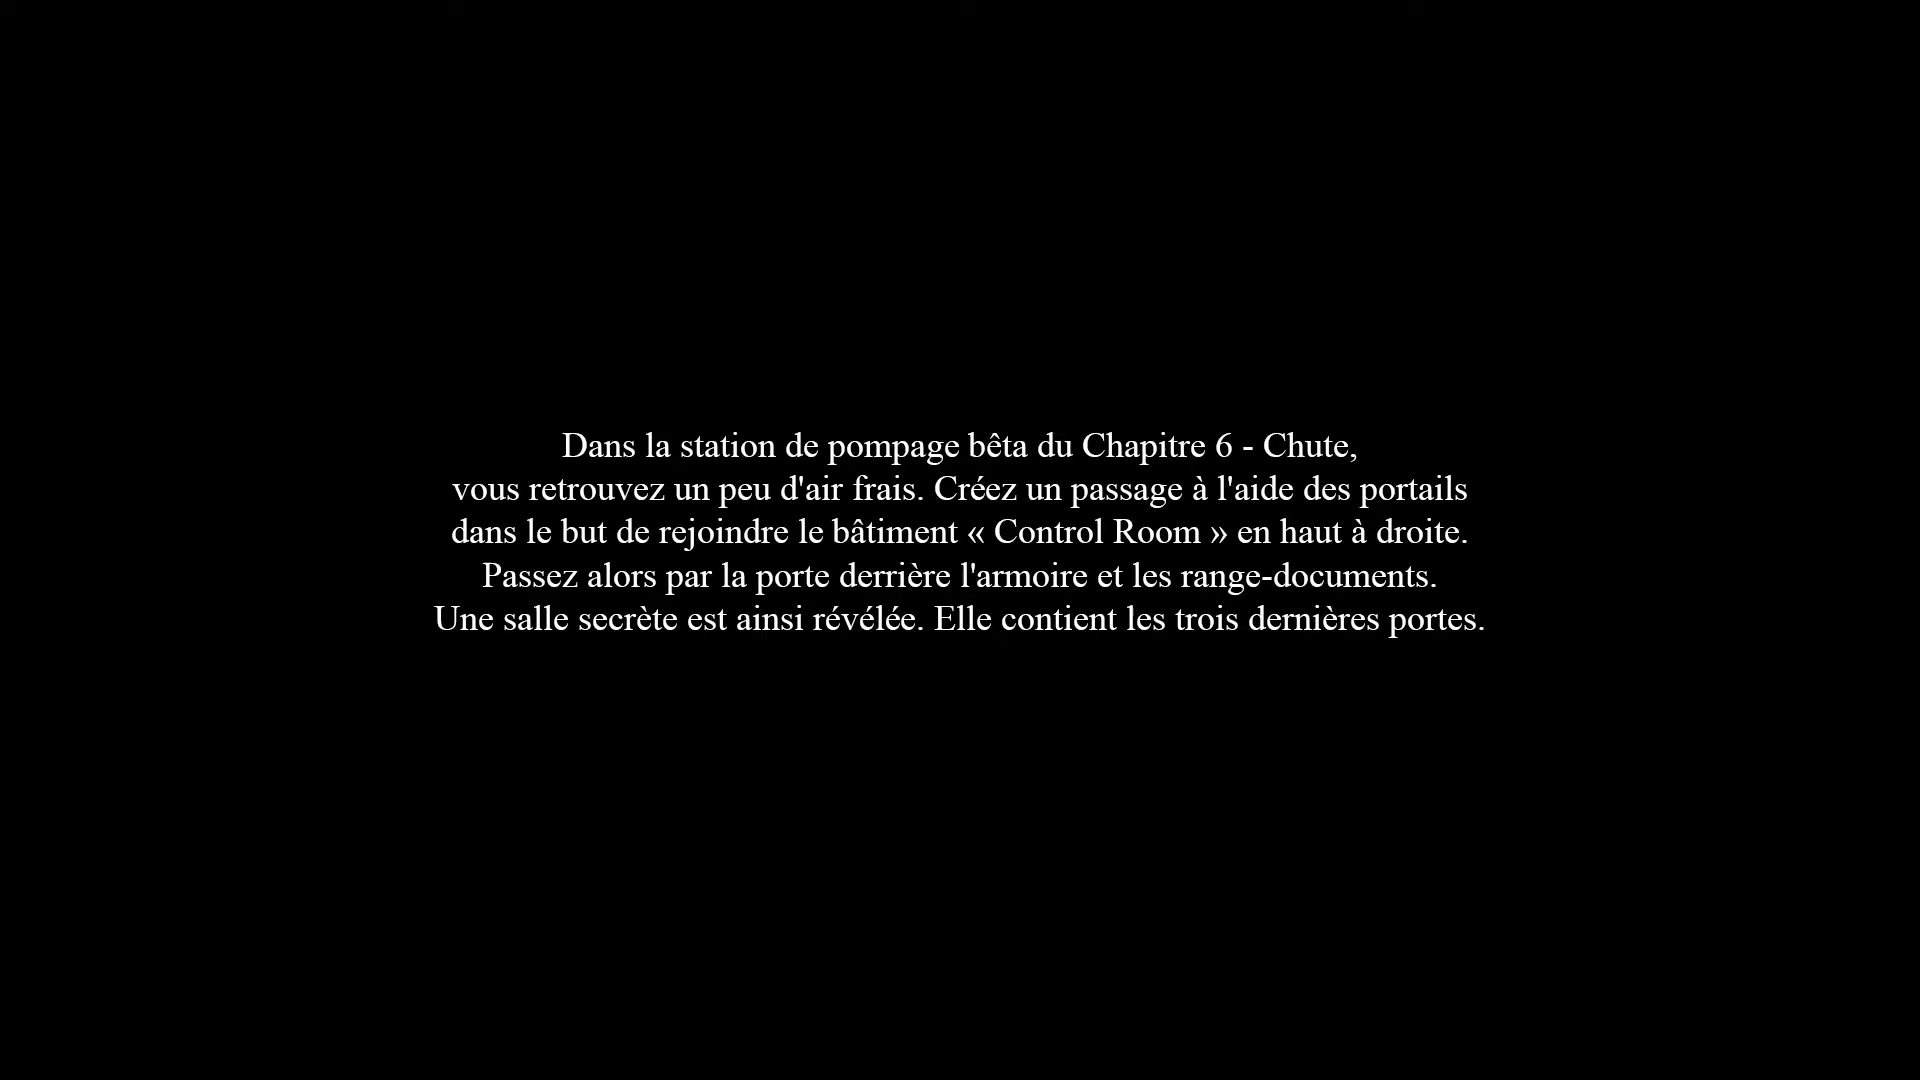 Dans la station de pompage bêta du Chapitre 6 - Chute,
vous retrouvez un peu d'air frais. Créez un passage à l'aide des portails
dans le but de rejoindre le bâtiment « Control Room » en haut à droite.
Passez alors par la porte derrière l'armoire et les range-documents.
Une salle secrète est ainsi révélée. Elle contient les trois dernières portes.